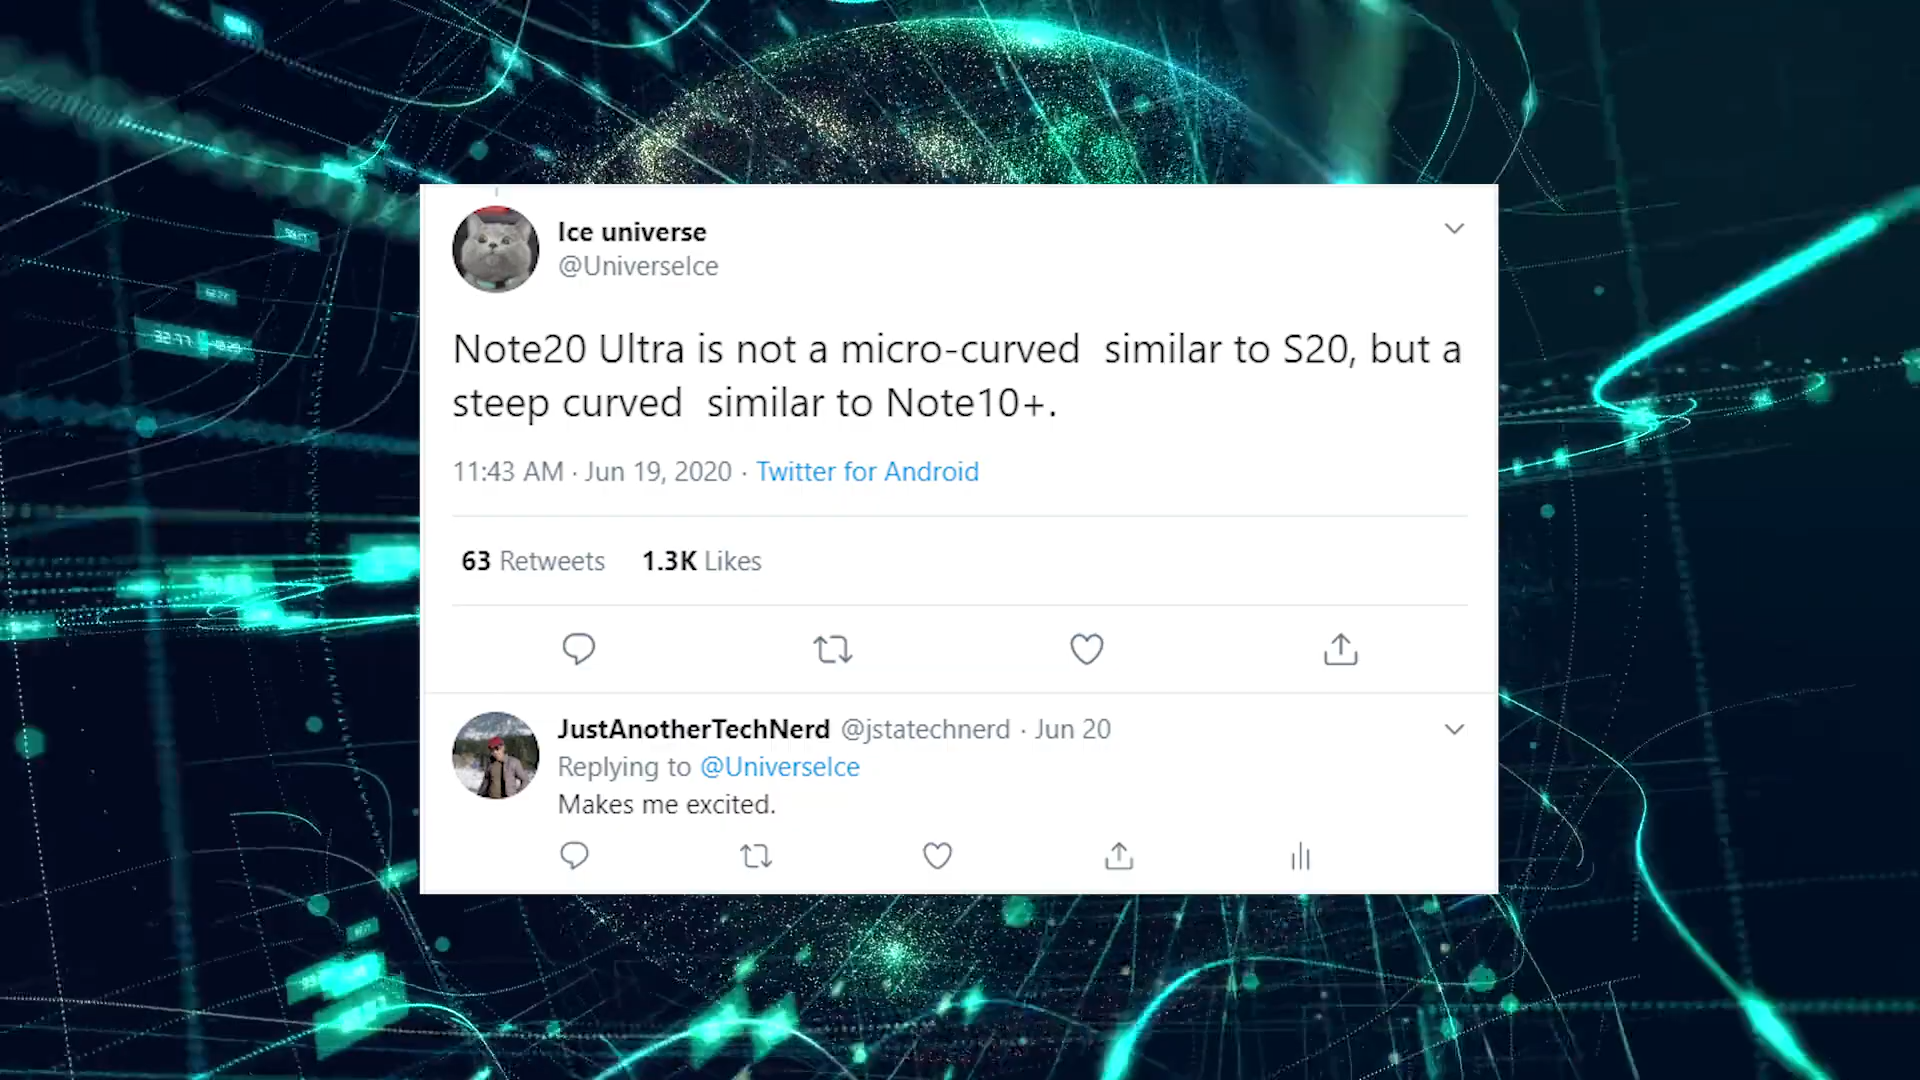 Ice universe
@UniverseIce
Note20 Ultra is not a micro-curved  similar to S20, but a
steep curved  similar to Note10+.
11:43 AM · Jun 19, 2020 · Twitter for Android
63 Retweets 1.3K Likes
JustAnotherTechNerd @jstatechnerd · Jun 20
Replying to @UniverseIce
Makes me excited.